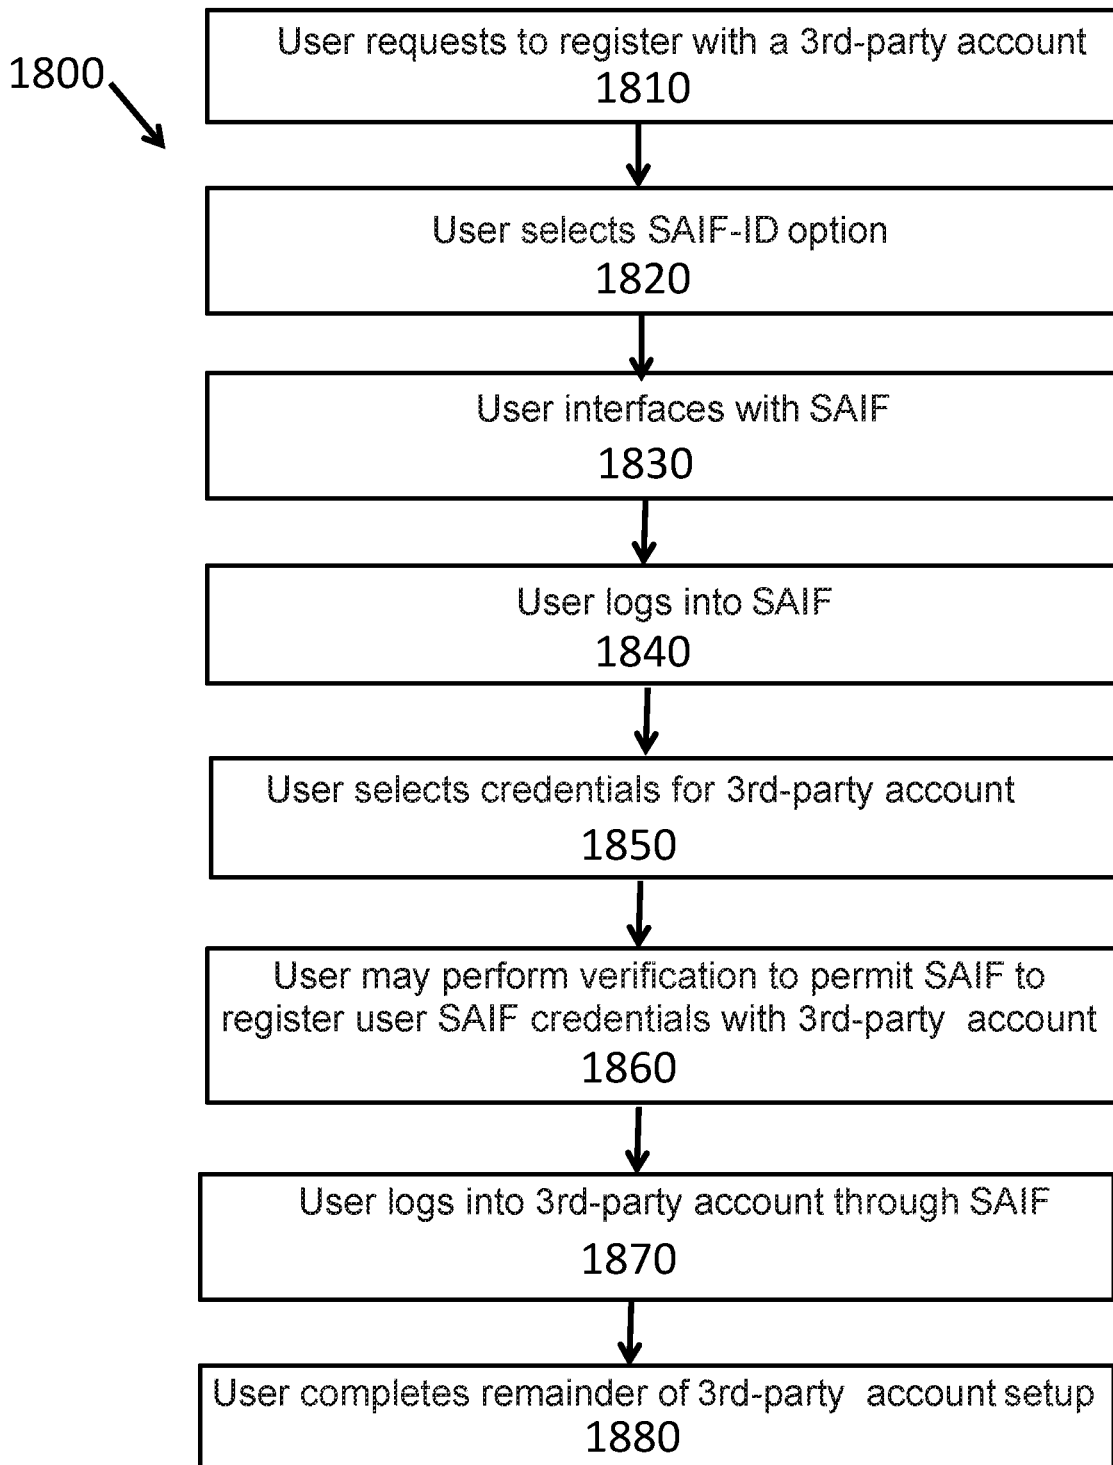 User requests to register with a 3rd-party account
1800
1810
User selects SAIF-ID option
1820
User interfaces with SAIF
1830
User logs into SAIF
1840
User selects credentials for 3rd-party account
1850
User may perform verification to permit SAIF to
register user SAIF credentials with 3rd-party account
1860
User logs into 3rd-party account through SAIF
1870
User completes remainder of 3rd-party account setup
1880